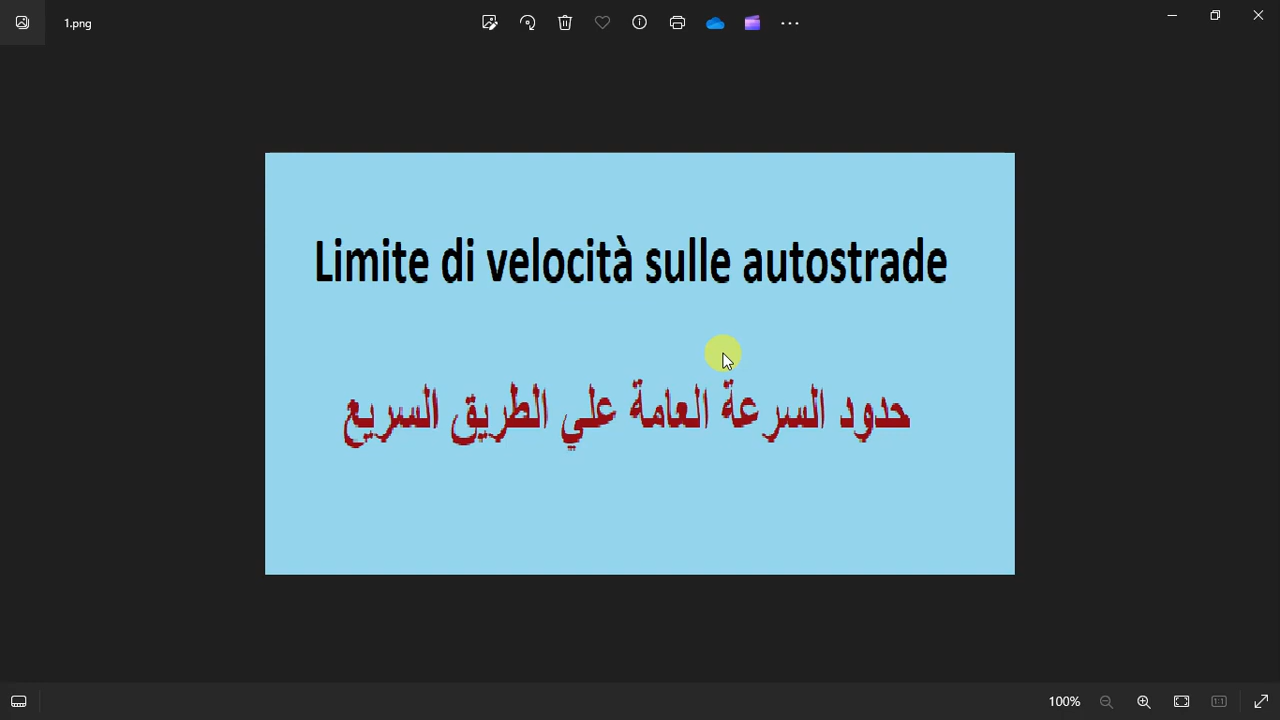 1.png
Limite di velocità sulle autostrade
حدود السرعة العامة علي الطريق السريع
100%